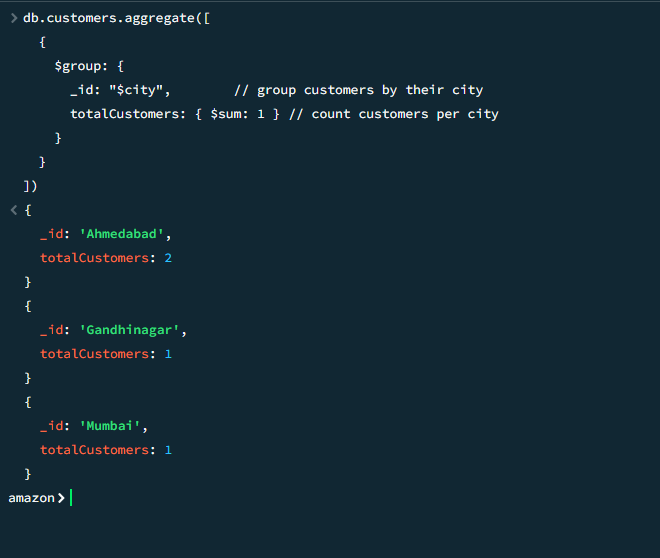 db.customers.aggregate([
{
$group: {
_id: "$city", // group customers by their city
totalCustomers: { $sum: 1 } // count customers per city
}
}
])
{
_id: 'Ahmedabad',
totalCustomers: 2
}
{
_id: 'Gandhinagar',
totalCustomers: 1
}
{
_id: 'Mumbai',
totalCustomers: 1
}
amazon>